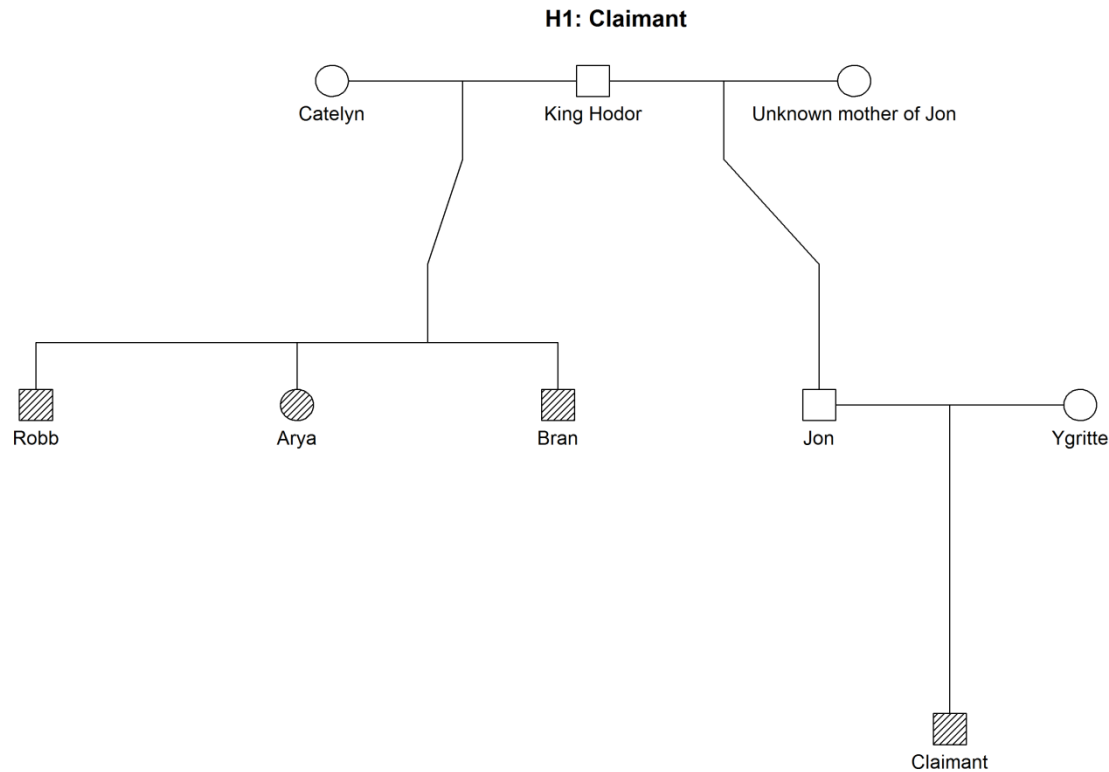 H1: Claimant
Catelyn
King Hodor
Unknown mother of Jon
Robb
Arya
Bran
Jon
Ygritte
Claimant